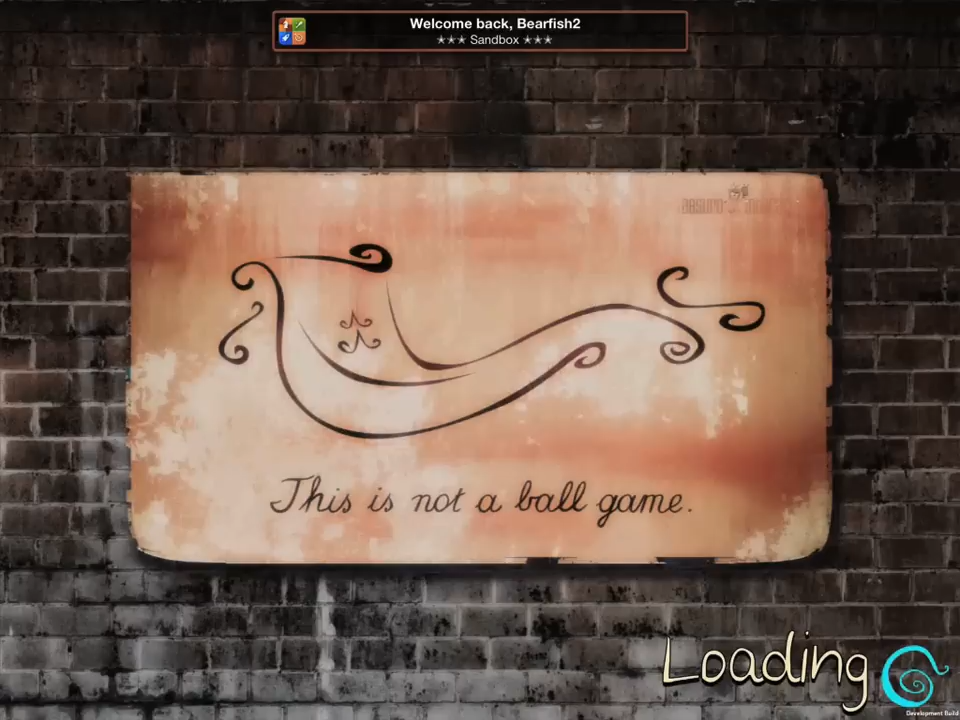 Welcome back, Bearfish2
★★★ Sandbox ★★★
This is not a ball game.
Loading
Development Build